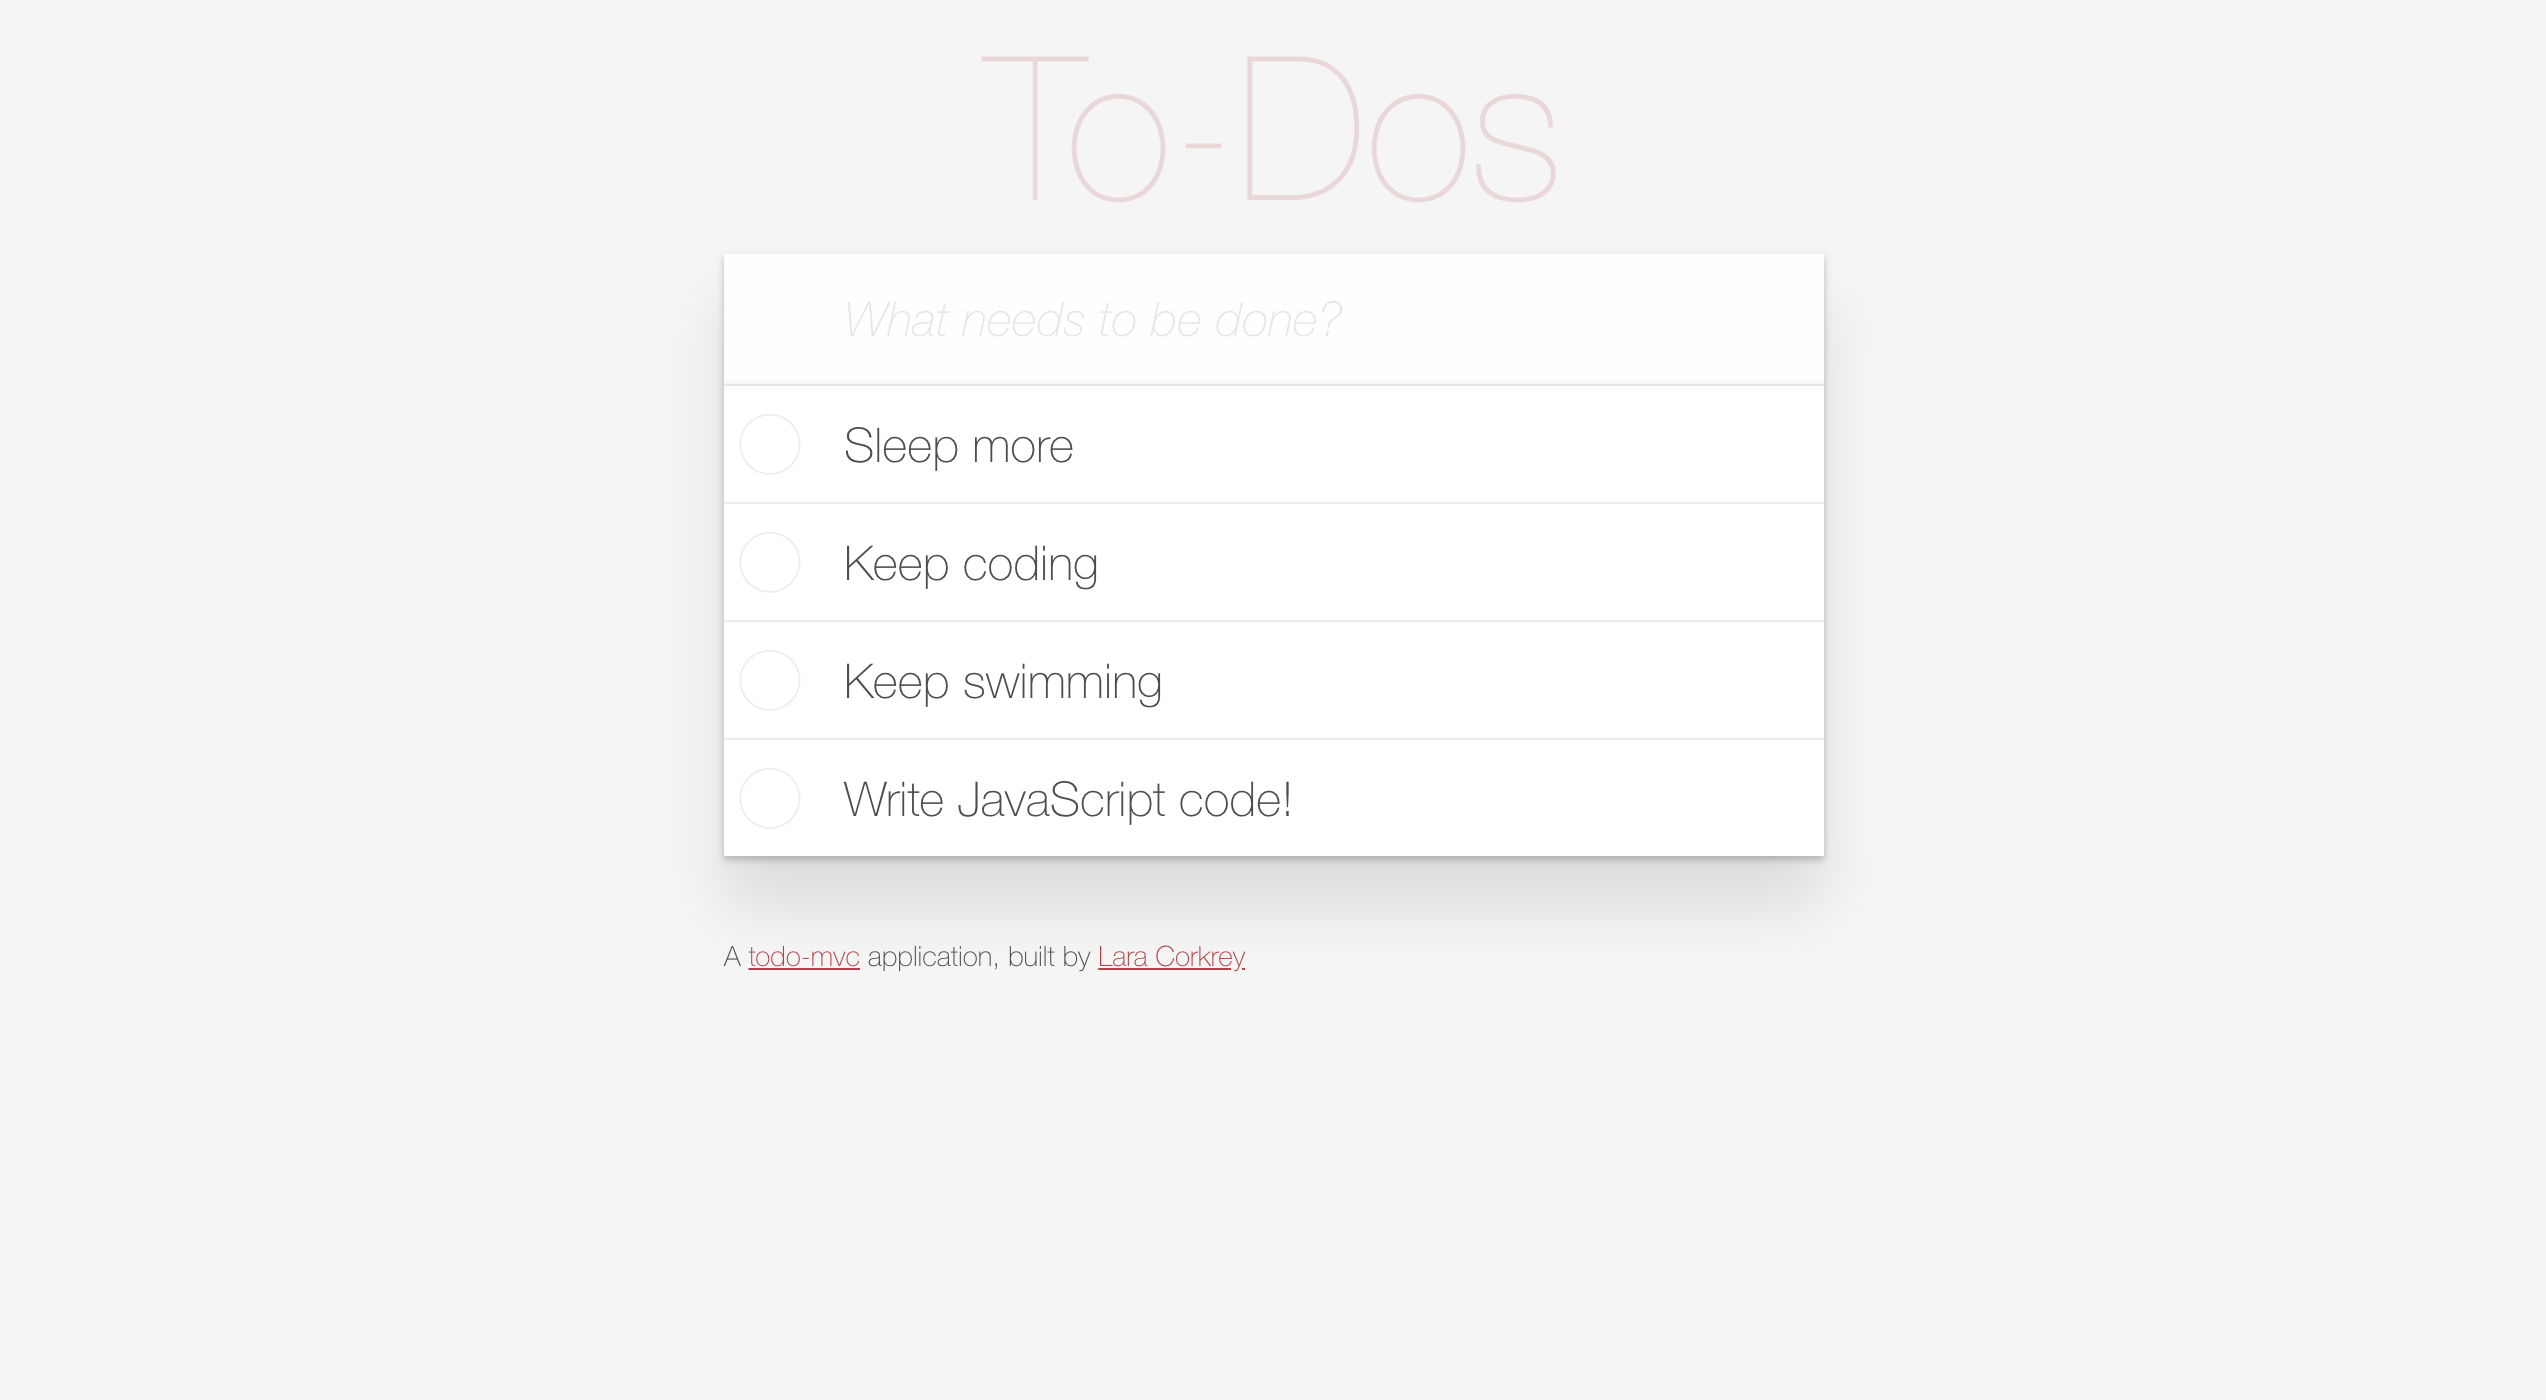 To-Dos
What needs to be done?
Sleep more
Keep coding
Keep swimming
Write JavaScript code!
A todo-mvc application, built by Lara Corkrey